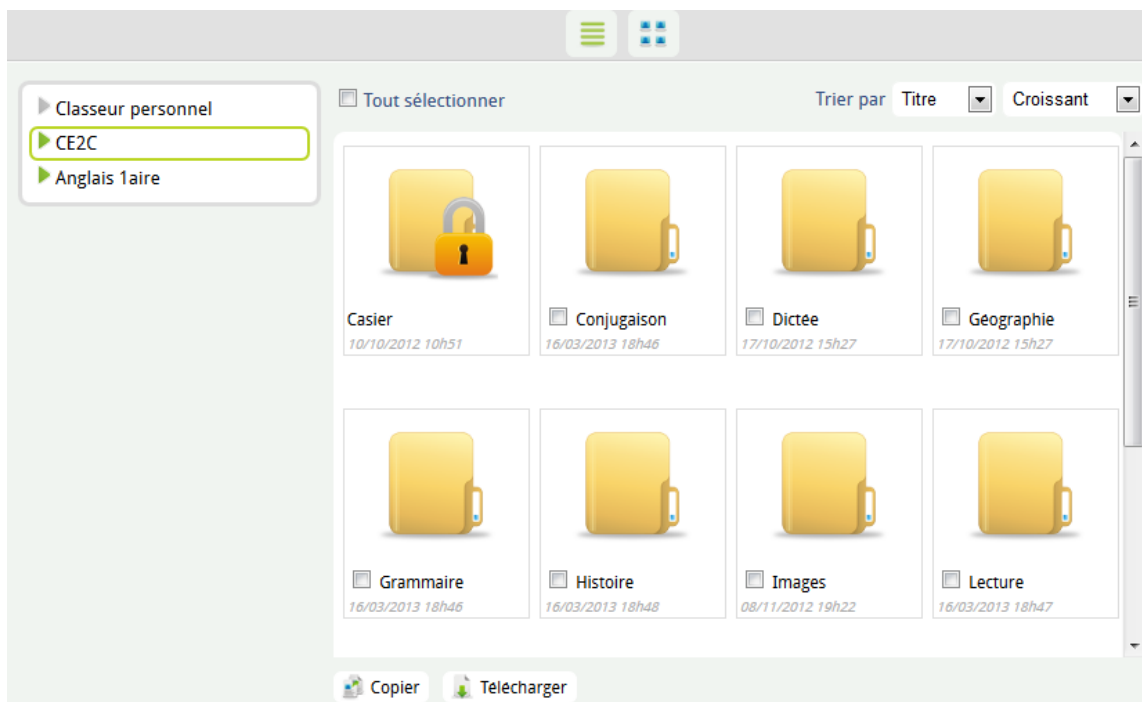 Classeur personnel
CE2C
Anglais 1aire
Tout sélectionner
Trier par Titre Croissant
Casier
10/10/2012 10h51
Conjugaison
16/03/2013 18h46
Dictée
17/10/2012 15h27
Géographie
17/10/2012 15h27
Grammaire
16/03/2013 18h46
Histoire
16/03/2013 18h48
Images
08/11/2012 19h22
Lecture
16/03/2013 18h47
Copier
Télécharger